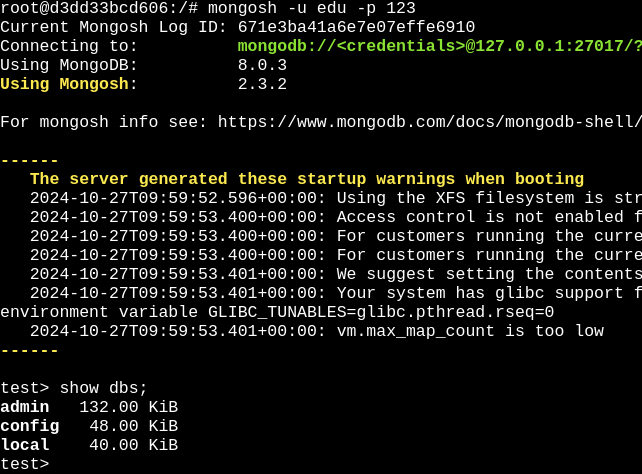 root@d3dd33bcd606:/# mongosh -u edu -p 123
Current Mongosh Log ID: 671e3ba41a6e7e07effe6910
Connecting to:          mongodb://<credentials>@127.0.0.1:27017/?
Using MongoDB:          8.0.3
Using Mongosh:          2.3.2
For mongosh info see: https://www.mongodb.com/docs/mongodb-shell/
------
   The server generated these startup warnings when booting
   2024-10-27T09:59:52.596+00:00: Using the XFS filesystem is str
   2024-10-27T09:59:53.400+00:00: Access control is not enabled f
   2024-10-27T09:59:53.400+00:00: For customers running the curre
   2024-10-27T09:59:53.400+00:00: For customers running the curre
   2024-10-27T09:59:53.401+00:00: We suggest setting the contents
   2024-10-27T09:59:53.401+00:00: Your system has glibc support f
environment variable GLIBC_TUNABLES=glibc.pthread.rseq=0
   2024-10-27T09:59:53.401+00:00: vm.max_map_count is too low
------
test> show dbs;
admin   132.00 KiB
config   48.00 KiB
local    40.00 KiB
test>